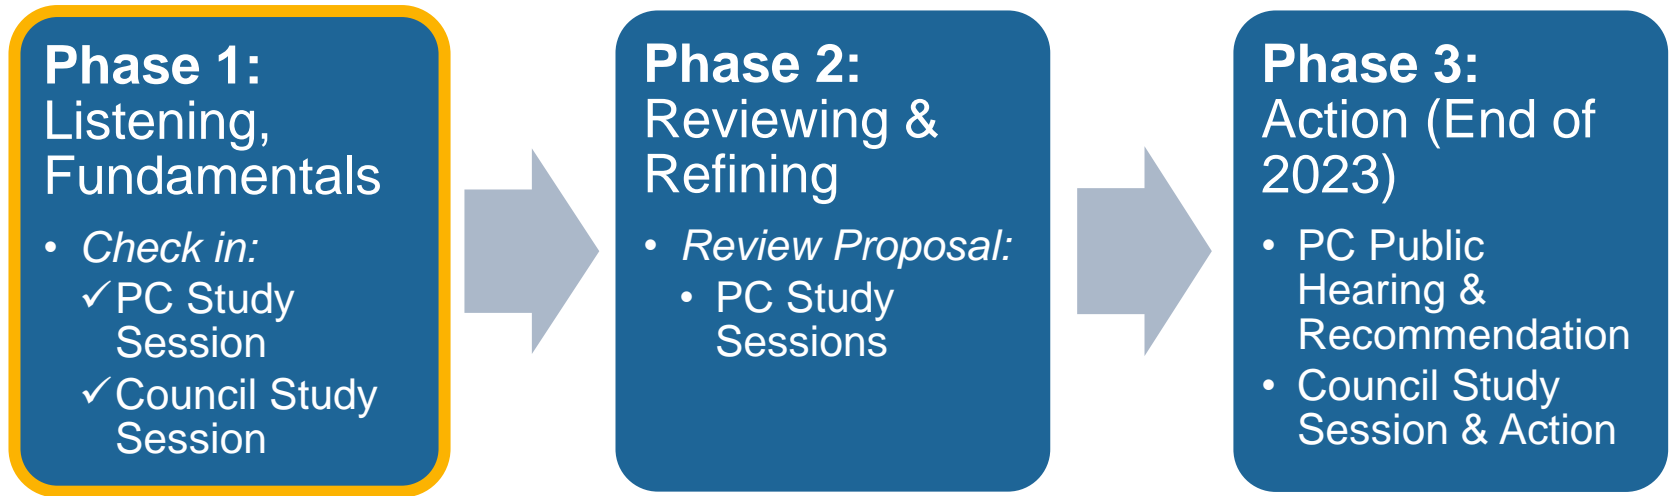 Phase 1:
Listening,
Fundamentals
• Check in:
✓PC Study
Session
✓Council Study
Session
Phase 2:
Reviewing &
Refining
• Review Proposal:
• PC Study
Sessions
Phase 3:
Action (End of
2023)
• PC Public
Hearing &
Recommendation
• Council Study
Session & Action